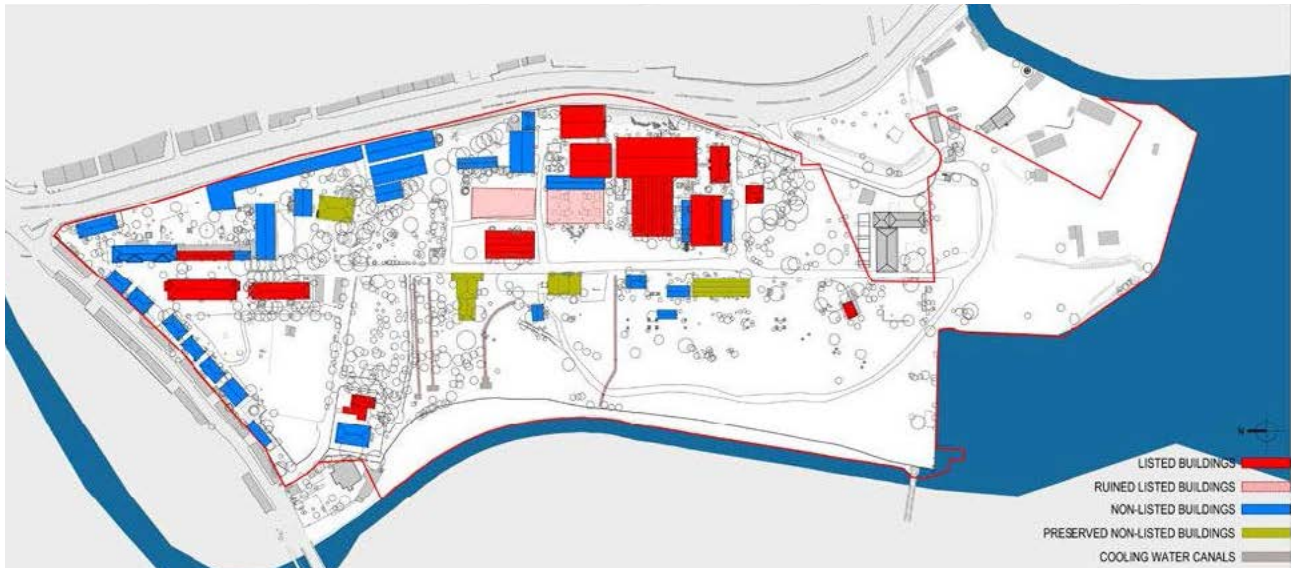 N
LISTED BUILDINGS
RUINED LISTED BUILDINGS
NON-LISTED BUILDINGS
PRESERVED NON-LISTED BUILDINGS
COOLING WATER CANALS